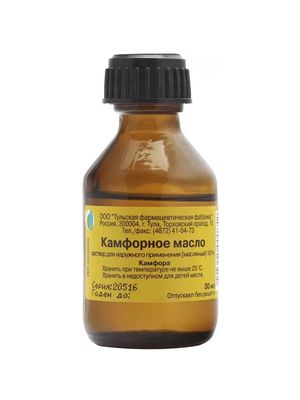 ООО "Тульская фармацевтическая фабрика"
Россия, 300004, г. Тула, Торховский проезд, 10
Тел./факс: (4872) 41-04-73
Камфорное масло
раствор для наружного применения [масляный] 10%
Камфора
Хранить при температуре не выше 25°С.
Хранить в недоступном для детей месте.
Серия: 20516
Годен до:
30 мл
Отпускают без рецепта